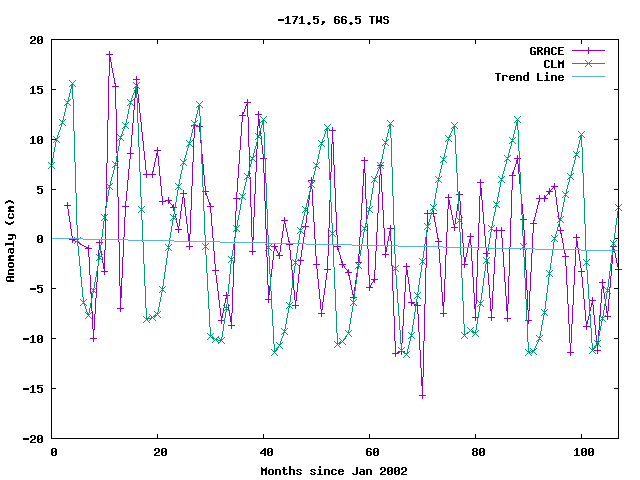 -171.5, 66.5 TWS
GRACE
CLM
Trend Line
20
15
10
5
0
-5
-10
-15
-20
Anomaly (cm)
0 20 40 60 80 100
Months since Jan 2002